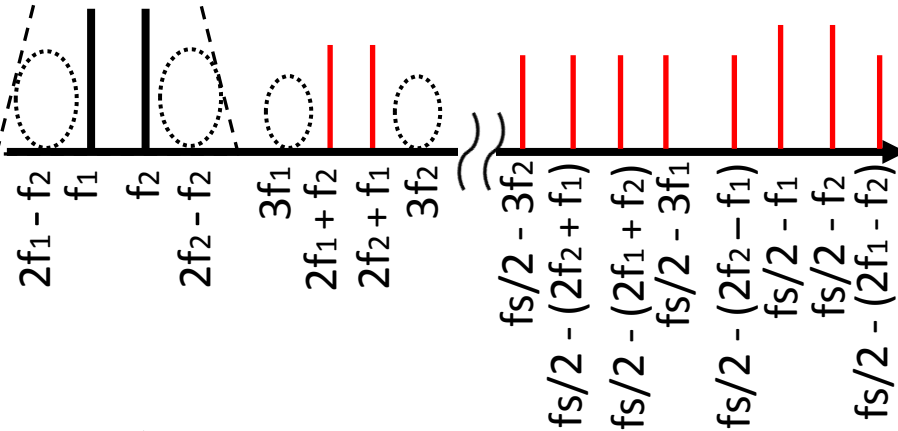 2f₁ - f₂
f₁
f₂
2f₂ - f₂
3f₁
2f₁ + f₂
2f₂ + f₁
3f₂
fs/2 - 3f₂
fs/2 - (2f₂ + f₁)
fs/2 - (2f₁ + f₂)
fs/2 - 3f₁
fs/2 - (2f₂ – f₁)
fs/2 - f₁
fs/2 - f₂
fs/2 - (2f₁ - f₂)